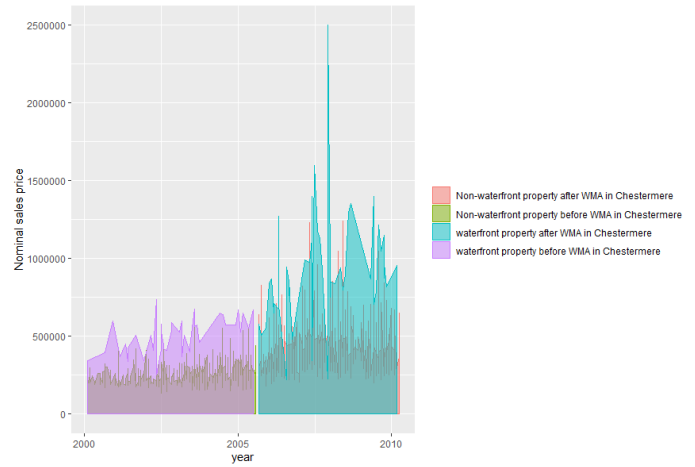 2500000
2000000
1500000
1000000
500000
0
Nominal sales price
2000
2005
2010
year
Non-waterfront property after WMA in Chestermere
Non-waterfront property before WMA in Chestermere
waterfront property after WMA in Chestermere
waterfront property before WMA in Chestermere